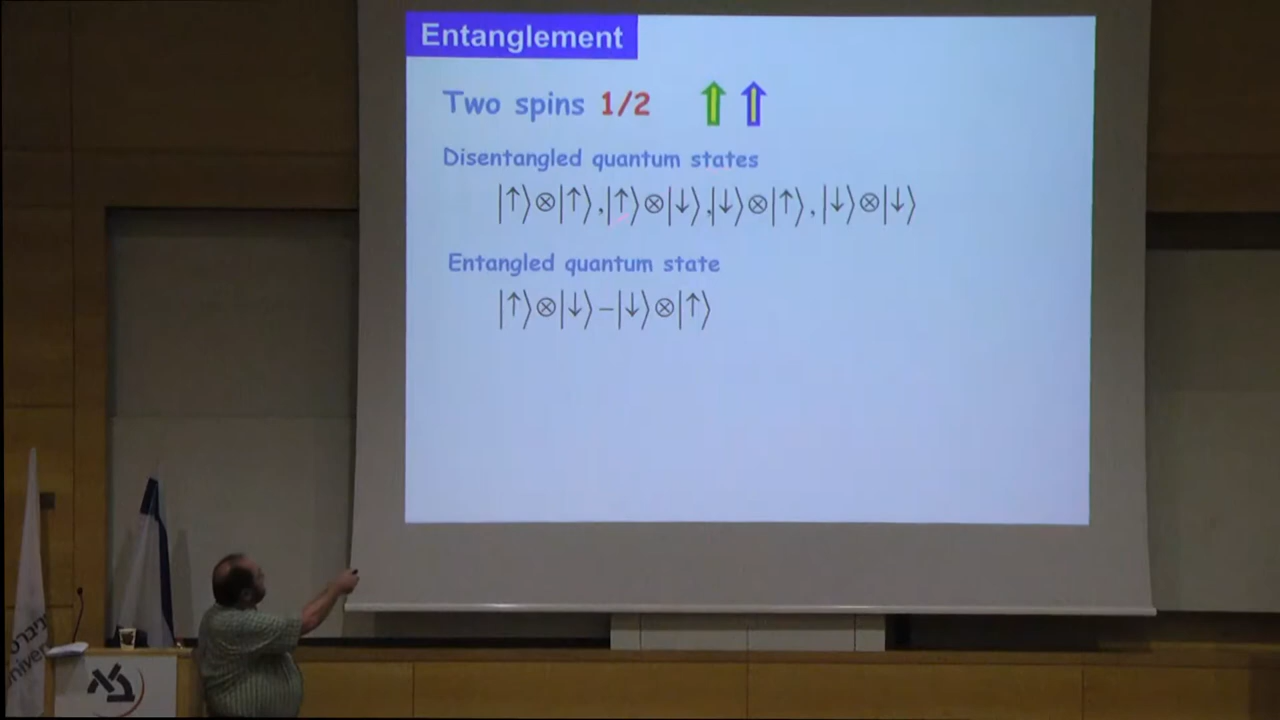 Entanglement
Two spins 1/2
Disentangled quantum states
|↑⟩⊗|↑⟩,|↑⟩⊗|↓⟩,|↓⟩⊗|↑⟩,|↓⟩⊗|↓⟩
Entangled quantum state
|↑⟩⊗|↓⟩−|↓⟩⊗|↑⟩